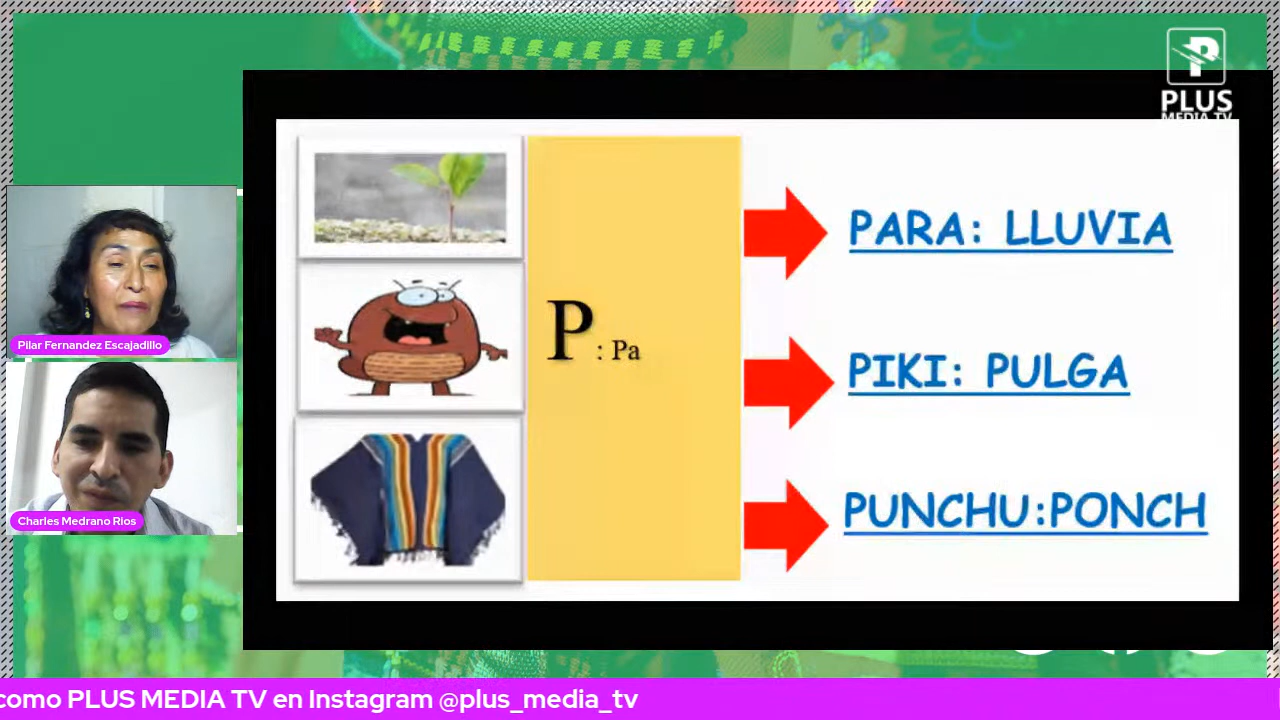 PLUS
MEDIA TV
PARA: LLUVIA
P : Pa
PIKI: PULGA
PUNCHU:PONCH
Pilar Fernandez Escajadillo
Charles Medrano Rios
como PLUS MEDIA TV en Instagram @plus_media_tv